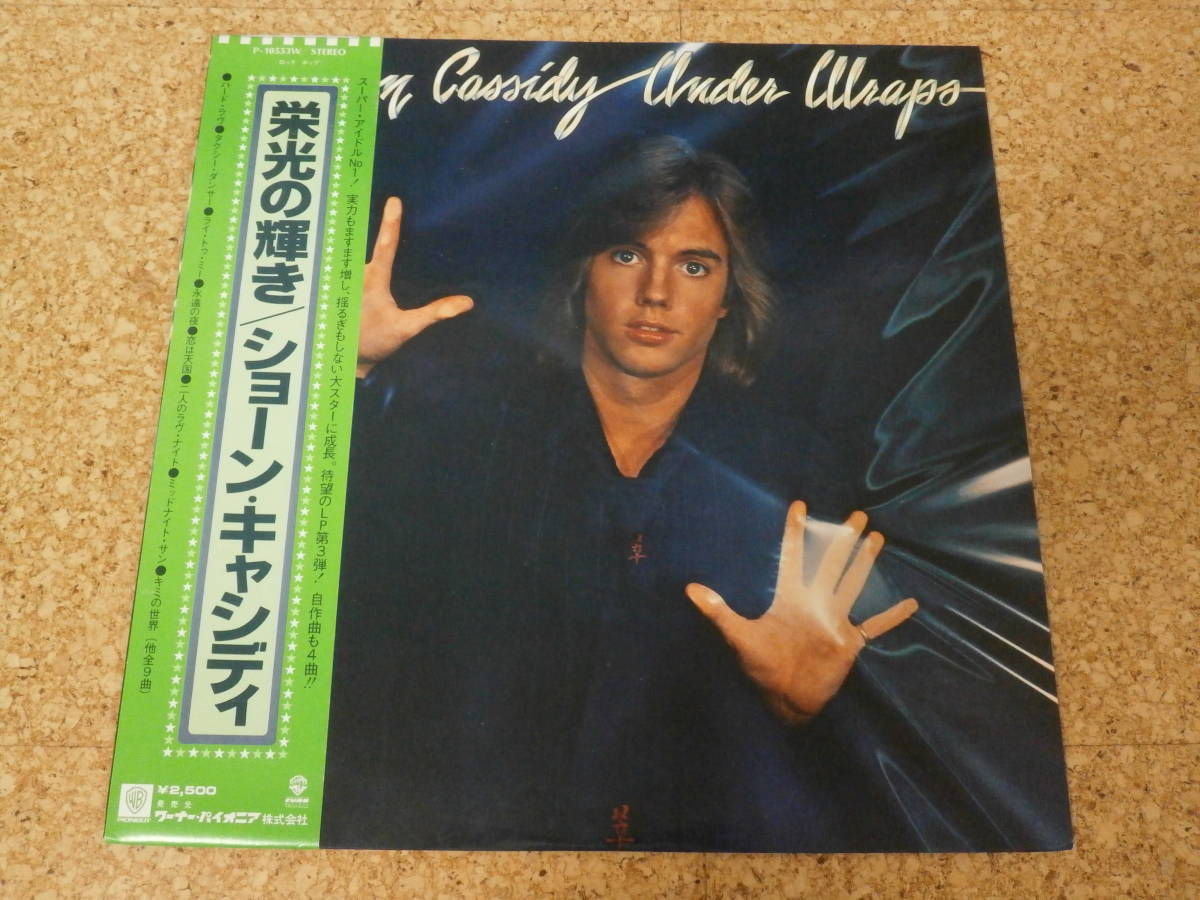 P-10553W STEREO
ロック ポップ
n Cassidy Under Wraps
スーパー・アイドルNo1! 実力もますます増し、揺るぎもしない大スターに成長。待望のLP第3弾! 自作曲も4曲!!
栄光の輝き/ショーン・キャシディ
●ハード・ラヴ●タクシー・ダンサー●ライ・トゥ・ミー●永遠の夜●恋は天国●二人のラヴ・ナイト●ミッドナイト・サン●キミの世界〔他全9曲〕
¥2,500
WB
PIONEER
発売元
ワーナー・パイオニア株式会社